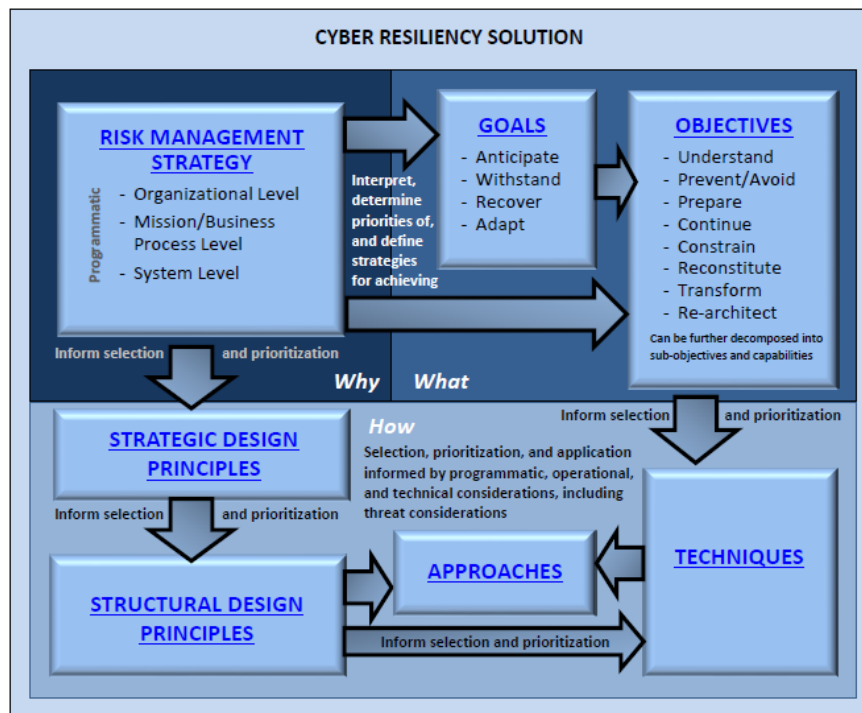 CYBER RESILIENCY SOLUTION
RISK MANAGEMENT
STRATEGY
Programmatic
- Organizational Level
- Mission/Business
Process Level
- System Level
Interpret,
determine
priorities of,
and define
strategies
for achieving
GOALS
- Anticipate
- Withstand
- Recover
- Adapt
OBJECTIVES
- Understand
- Prevent/Avoid
- Prepare
- Continue
- Constrain
- Reconstitute
- Transform
- Re-architect
Can be further decomposed into
sub-objectives and capabilities
Inform selection and prioritization
Why What
Inform selection and prioritization
How
Selection, prioritization, and application
informed by programmatic, operational,
and technical considerations, including
threat considerations
STRATEGIC DESIGN
PRINCIPLES
Inform selection and prioritization
STRUCTURAL DESIGN
PRINCIPLES
APPROACHES
TECHNIQUES
Inform selection and prioritization